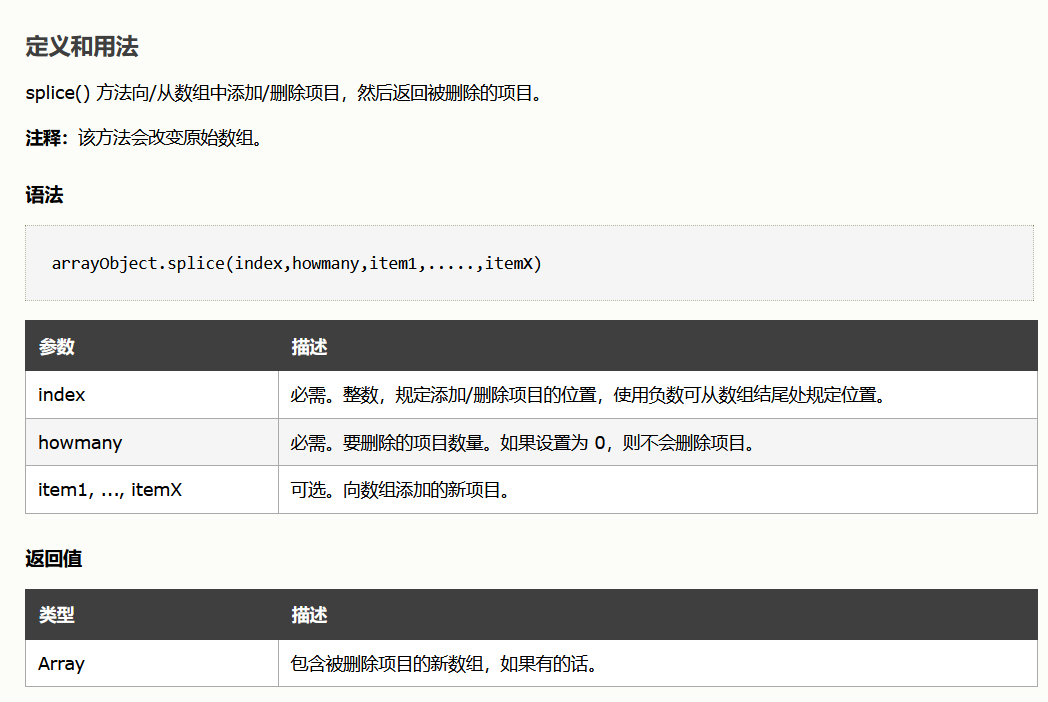 定义和用法
splice() 方法向/从数组中添加/删除项目，然后返回被删除的项目。
注释：该方法会改变原始数组。
语法
arrayObject.splice(index,howmany,item1,.....,itemX)
参数 描述
index 必需。整数，规定添加/删除项目的位置，使用负数可从数组结尾处规定位置。
howmany 必需。要删除的项目数量。如果设置为 0，则不会删除项目。
item1, ..., itemX 可选。向数组添加的新项目。
返回值
类型 描述
Array 包含被删除项目的新数组，如果有的话。